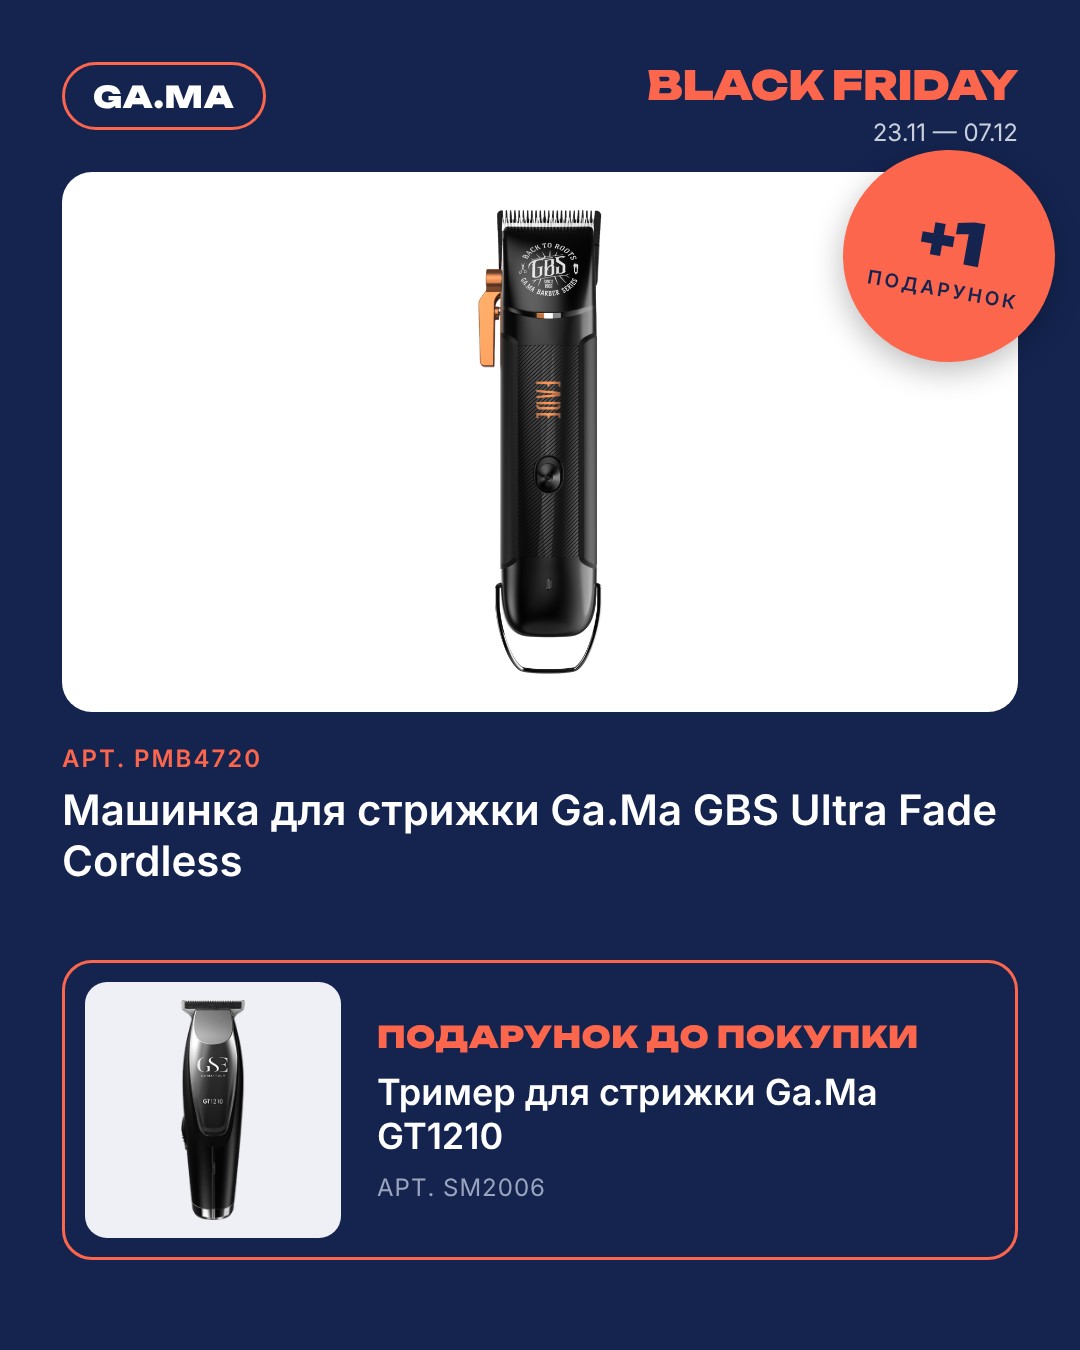 GA.MA
BLACK FRIDAY
23.11 — 07.12
+1
ПОДАРУНОК
BACK TO ROOTS
GBS
GA.MA BARBER SERIES
FADE
АРТ. PMB4720
Машинка для стрижки Ga.Ma GBS Ultra Fade
Cordless
GSE
GT1210
ПОДАРУНОК ДО ПОКУПКИ
Тример для стрижки Ga.Ma
GT1210
АРТ. SM2006